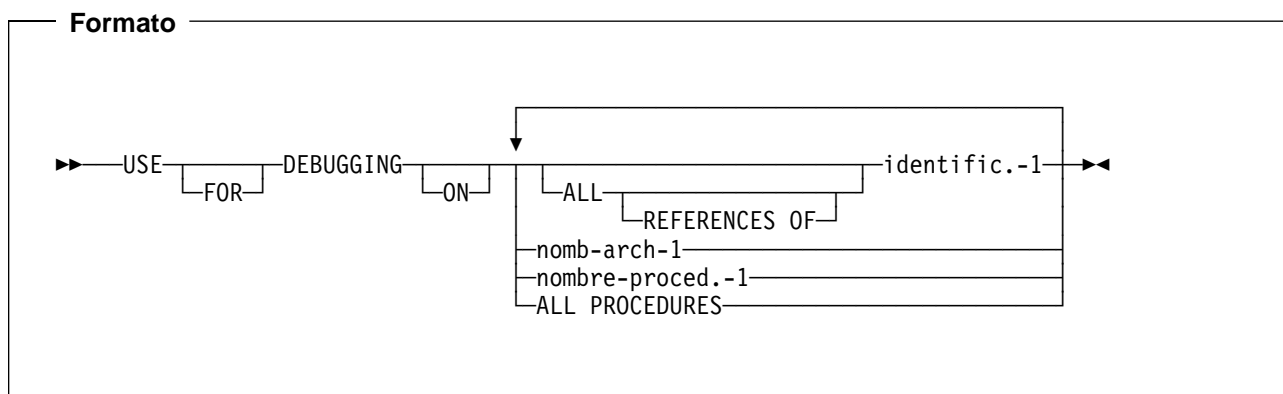 Formato
USE DEBUGGING identific.-1
FOR ON ALL
REFERENCES OF
nomb-arch-1
nombre-proced.-1
ALL PROCEDURES